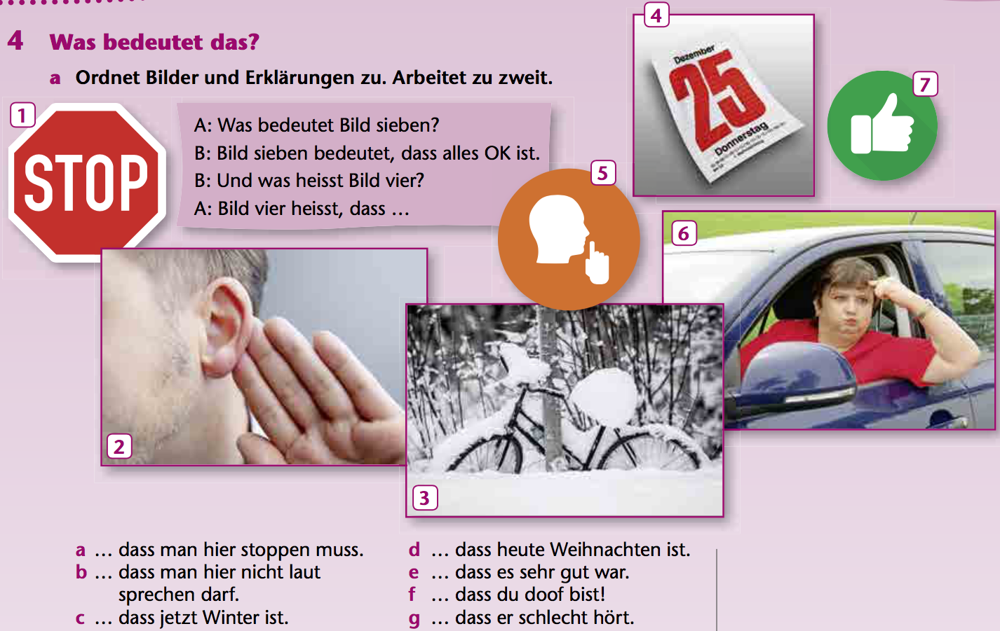 4 Was bedeutet das?
a Ordnet Bilder und Erklärungen zu. Arbeitet zu zweit.
1
STOP
A: Was bedeutet Bild sieben?
B: Bild sieben bedeutet, dass alles OK ist.
B: Und was heisst Bild vier?
A: Bild vier heisst, dass ...
4
Dezember
25
Donnerstag
7
5
6
2
3
a ... dass man hier stoppen muss.
b ... dass man hier nicht laut
sprechen darf.
c ... dass jetzt Winter ist.
d ... dass heute Weihnachten ist.
e ... dass es sehr gut war.
f ... dass du doof bist!
g ... dass er schlecht hört.